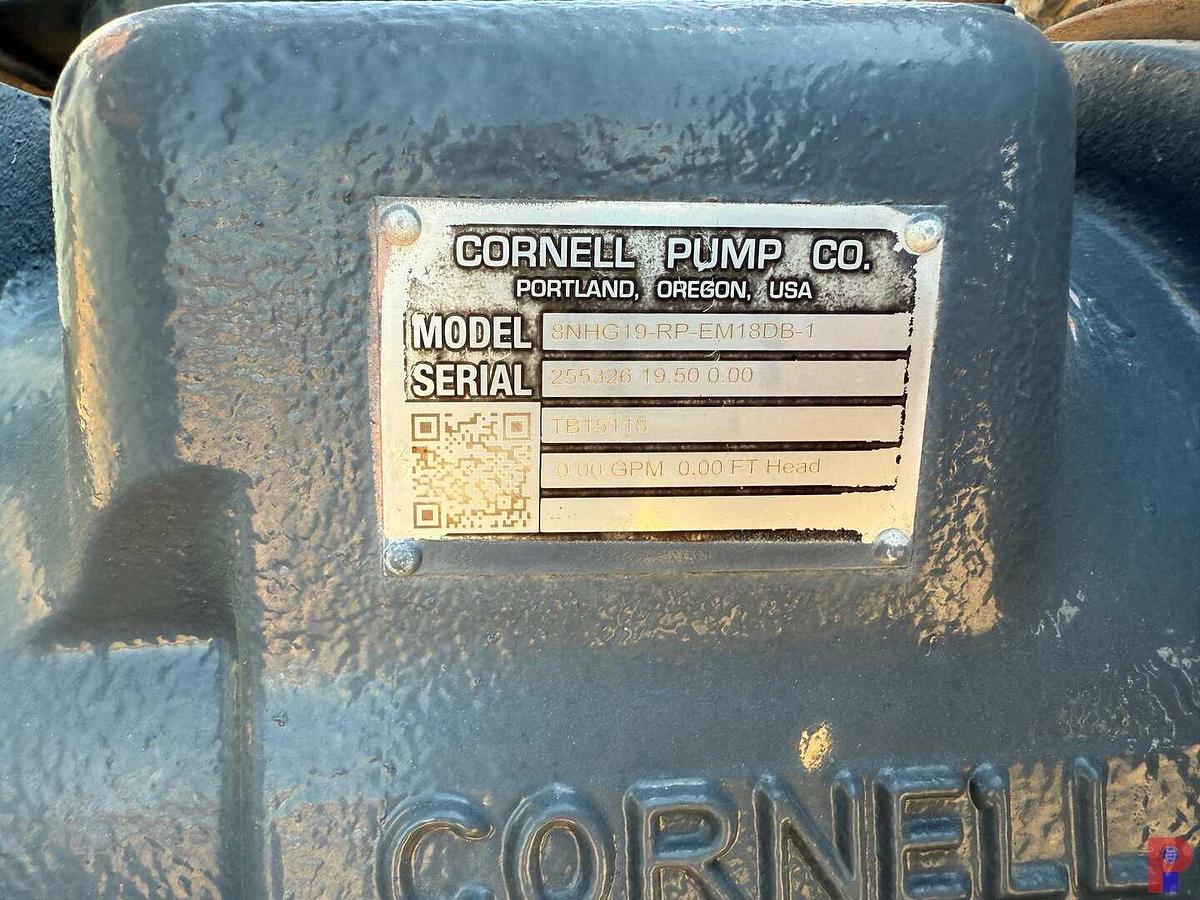 CORNELL PUMP CO.
PORTLAND, OREGON, USA
MODEL 8NHG19-RP-EM18DB-1
SERIAL 255326 19.50 0.00
TB15118
0.00 GPM 0.00 FT Head
CORNELL